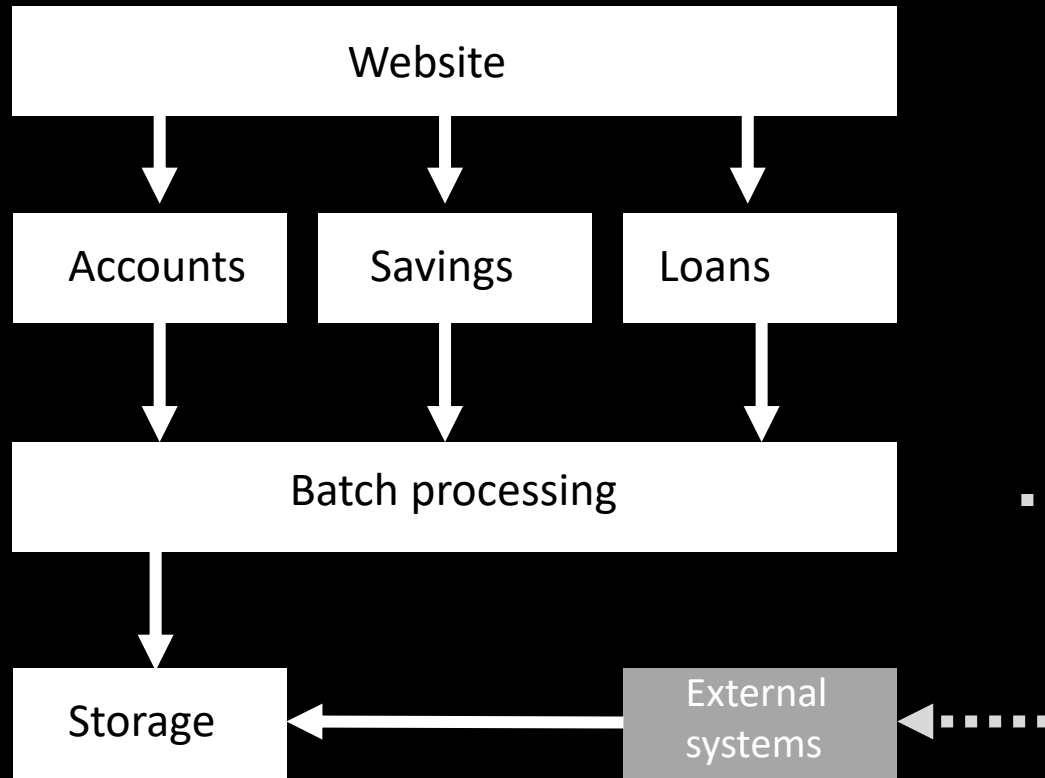 Website
Accounts
Savings
Loans
Batch processing
Storage
External
systems